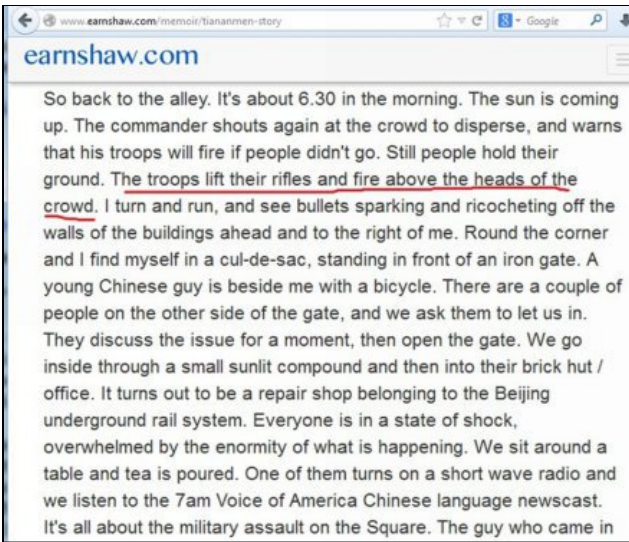 www.earnshaw.com/memoir/tiananmen-story
Google
earnshaw.com
So back to the alley. It's about 6.30 in the morning. The sun is coming
up. The commander shouts again at the crowd to disperse, and warns
that his troops will fire if people didn't go. Still people hold their
ground. The troops lift their rifles and fire above the heads of the
crowd. I turn and run, and see bullets sparking and ricocheting off the
walls of the buildings ahead and to the right of me. Round the corner
and I find myself in a cul-de-sac, standing in front of an iron gate. A
young Chinese guy is beside me with a bicycle. There are a couple of
people on the other side of the gate, and we ask them to let us in.
They discuss the issue for a moment, then open the gate. We go
inside through a small sunlit compound and then into their brick hut /
office. It turns out to be a repair shop belonging to the Beijing
underground rail system. Everyone is in a state of shock,
overwhelmed by the enormity of what is happening. We sit around a
table and tea is poured. One of them turns on a short wave radio and
we listen to the 7am Voice of America Chinese language newscast.
It's all about the military assault on the Square. The guy who came in